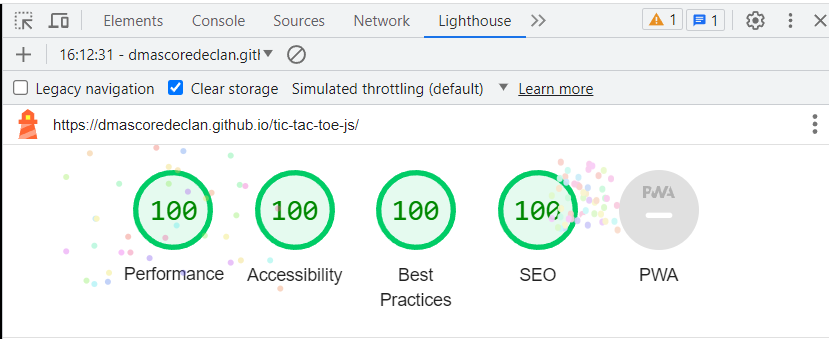 Elements Console Sources Network Lighthouse 1 1
16:12:31 - dmascoredeclan.gith
Legacy navigation Clear storage Simulated throttling (default) Learn more
https://dmascoredeclan.github.io/tic-tac-toe-js/
100 100 100 100 PWA
Performance Accessibility Best Practices SEO PWA